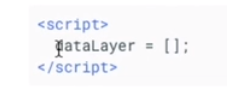 <script>
dataLayer = [];
</script>